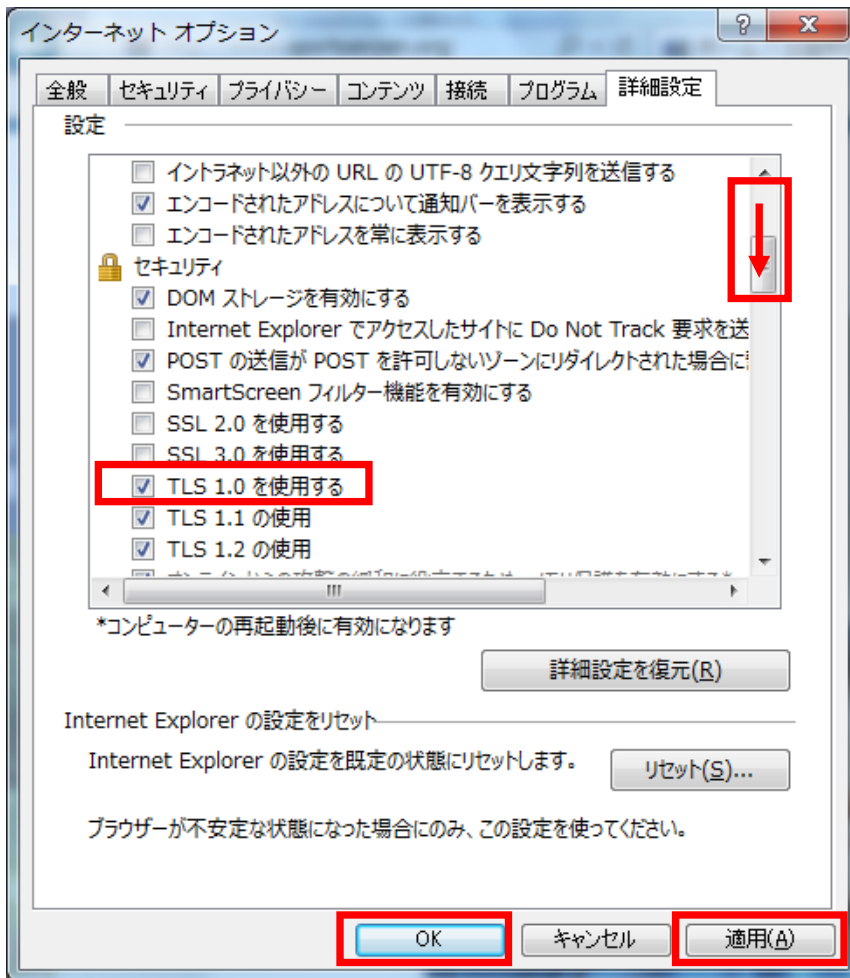 インターネット オプション
全般 セキュリティ プライバシー コンテンツ 接続 プログラム 詳細設定
設定
イントラネット以外の URL の UTF-8 クエリ文字列を送信する
エンコードされたアドレスについて通知バーを表示する
エンコードされたアドレスを常に表示する
セキュリティ
DOM ストレージを有効にする
Internet Explorer でアクセスしたサイトに Do Not Track 要求を送
POST の送信が POST を許可しないゾーンにリダイレクトされた場合に
SmartScreen フィルター機能を有効にする
SSL 2.0 を使用する
SSL 3.0 を使用する
TLS 1.0 を使用する
TLS 1.1 の使用
TLS 1.2 の使用
*コンピューターの再起動後に有効になります
詳細設定を復元(R)
Internet Explorer の設定をリセット
Internet Explorer の設定を既定の状態にリセットします。
リセット(S)...
ブラウザーが不安定な状態になった場合にのみ、この設定を使ってください。
OK キャンセル 適用(A)